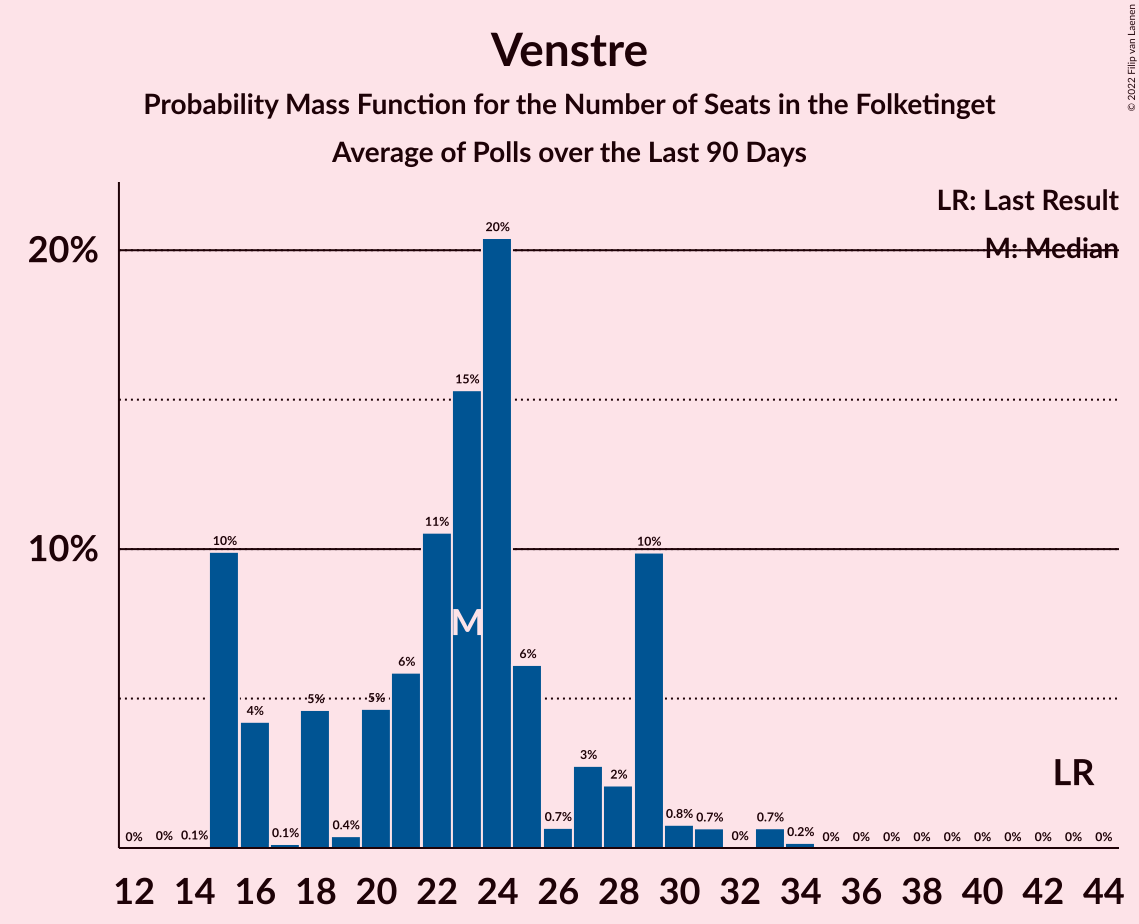 Venstre
Probability Mass Function for the Number of Seats in the Folketinget
Average of Polls over the Last 90 Days
© 2022 Filip van Laenen
LR: Last Result
M: Median
20%
10%
0% 0% 0.1% 10% 4% 0.1% 5% 0.4% 5% 6% 11% 15% 20% 6% 0.7% 3% 2% 10% 0.8% 0.7% 0% 0.7% 0.2% 0% 0% 0% 0% 0% 0% 0% 0% 0% 0%
M
LR
12 14 16 18 20 22 24 26 28 30 32 34 36 38 40 42 44